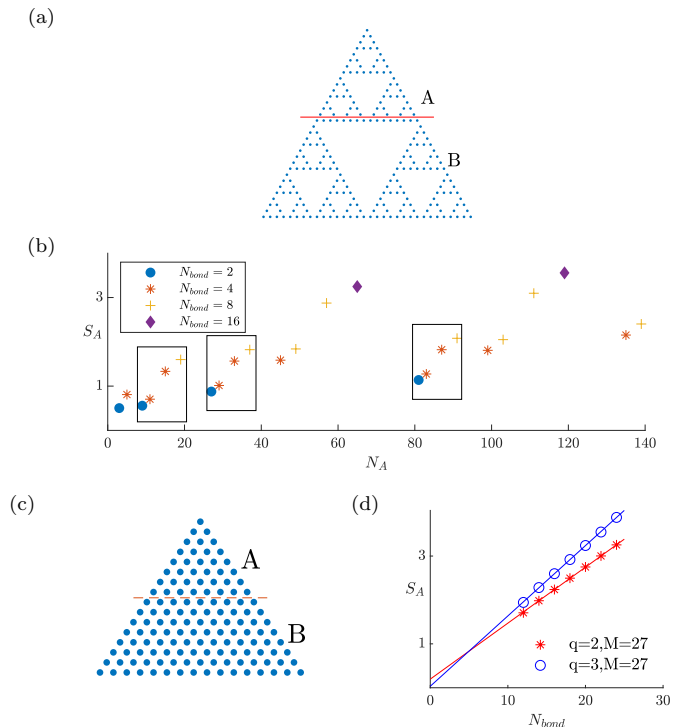 (a)
A
B
(b)
N_bond = 2
N_bond = 4
N_bond = 8
N_bond = 16
3
S_A
1
0 20 40 60 80 100 120 140
N_A
(c)
A
B
(d)
3
S_A
1
q=2,M=27
q=3,M=27
0 10 20 30
N_bond